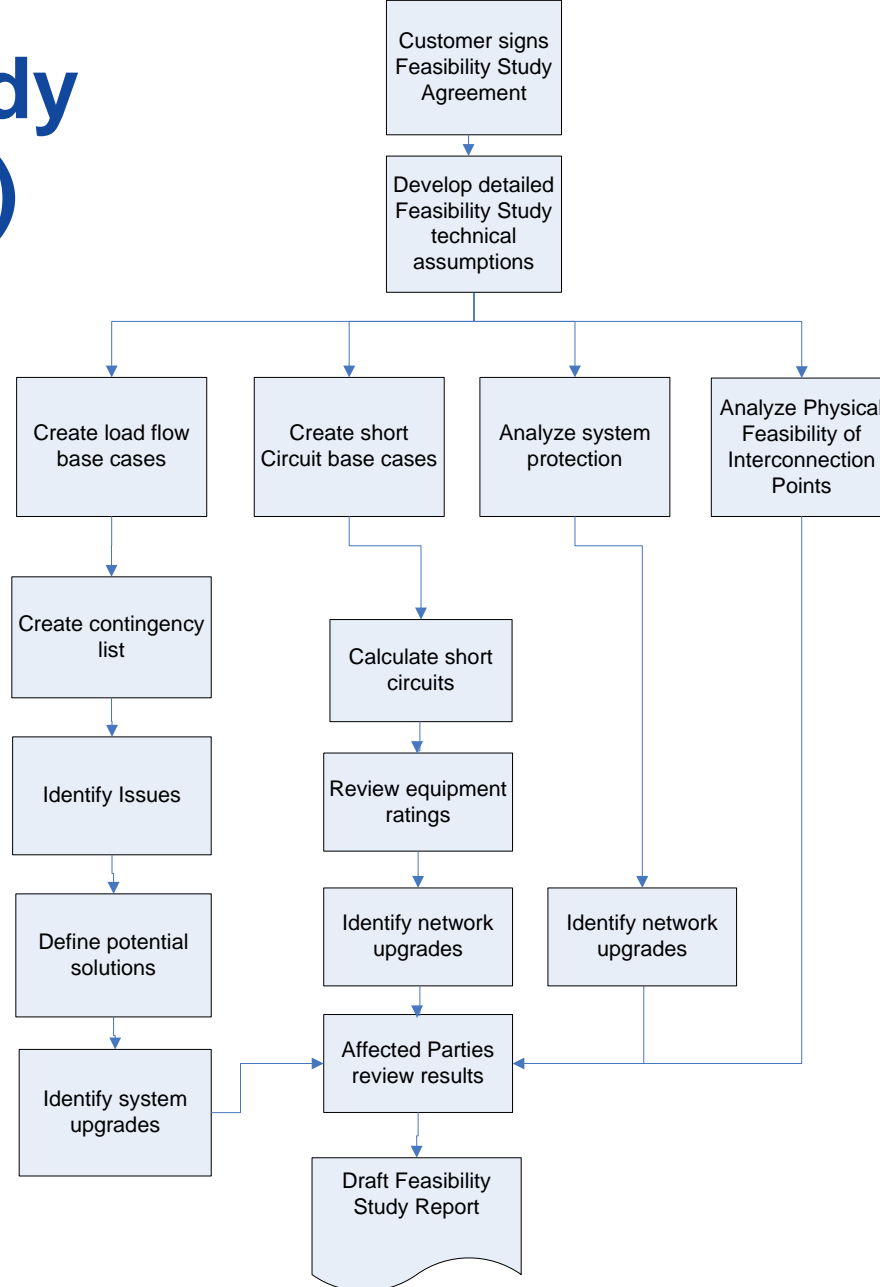 dy
)
Customer signs
Feasibility Study
Agreement
Develop detailed
Feasibility Study
technical
assumptions
Create load flow
base cases
Create short
Circuit base cases
Analyze system
protection
Analyze Physical
Feasibility of
Interconnection
Points
Create contingency
list
Calculate short
circuits
Identify Issues
Review equipment
ratings
Define potential
solutions
Identify network
upgrades
Identify network
upgrades
Identify system
upgrades
Affected Parties
review results
Draft Feasibility
Study Report